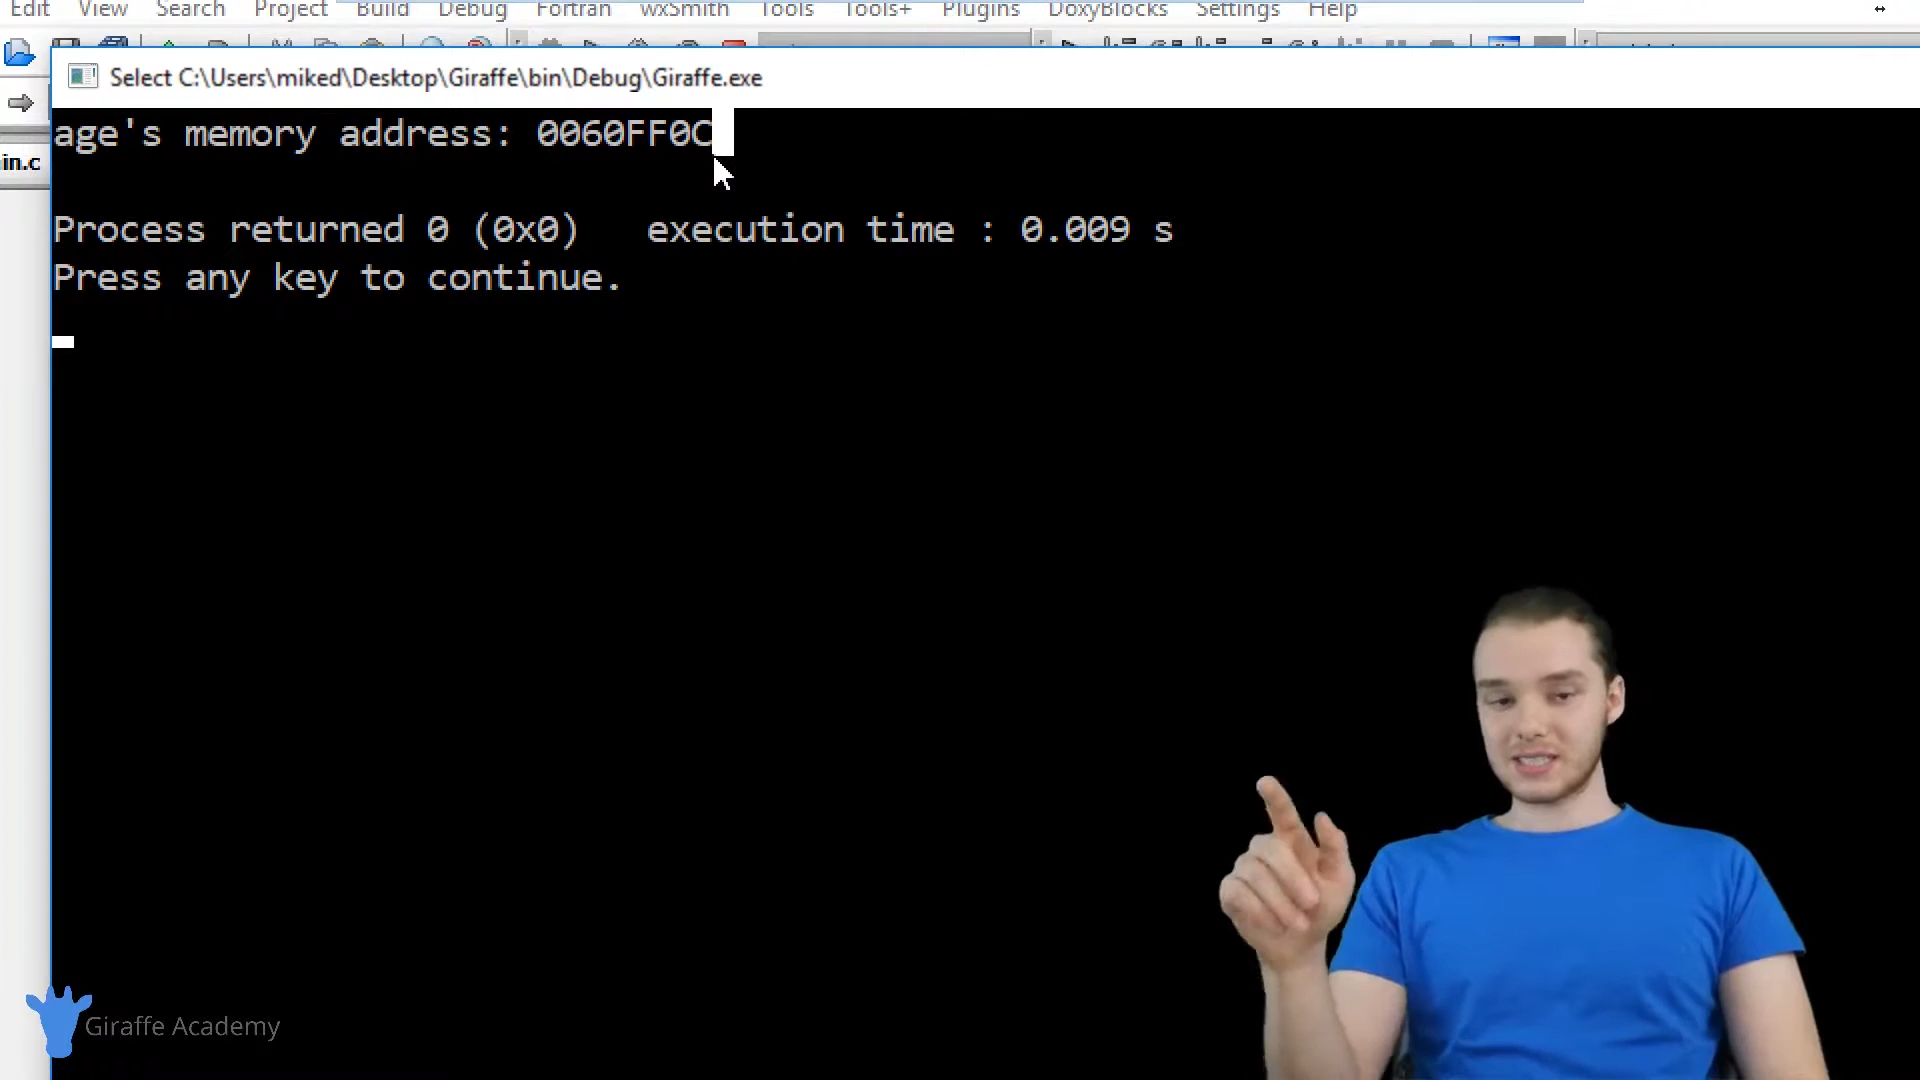 Edit View Search Project Build Debug Fortran wxSmith Tools Tools+ Plugins DoxyBlocks Settings Help
Select C:\Users\miked\Desktop\Giraffe\bin\Debug\Giraffe.exe
age's memory address: 0060FF0C
in.c
Process returned 0 (0x0)   execution time : 0.009 s
Press any key to continue.
Giraffe Academy